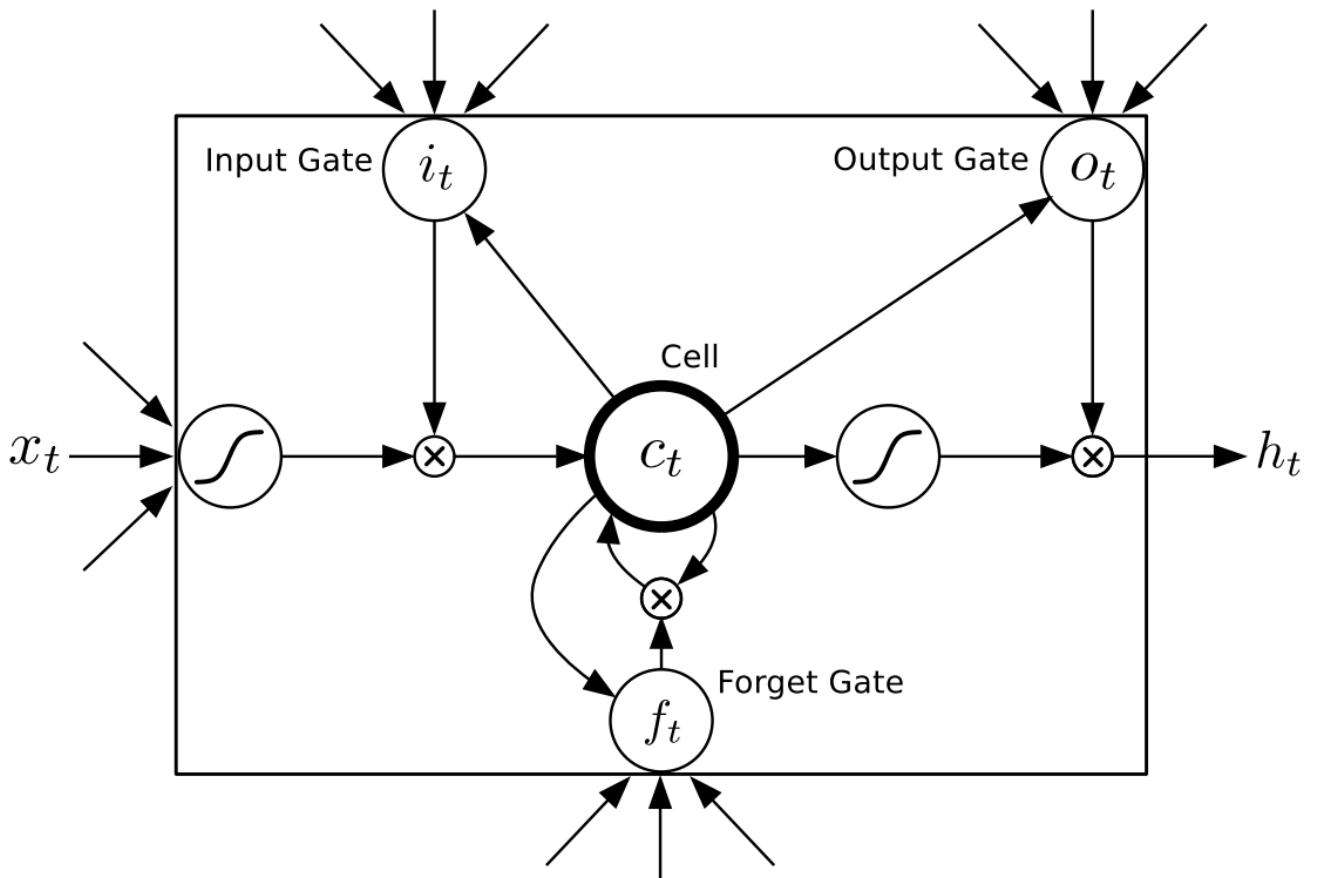 Input Gate
i_t
Output Gate
o_t
Cell
x_t
c_t
h_t
Forget Gate
f_t